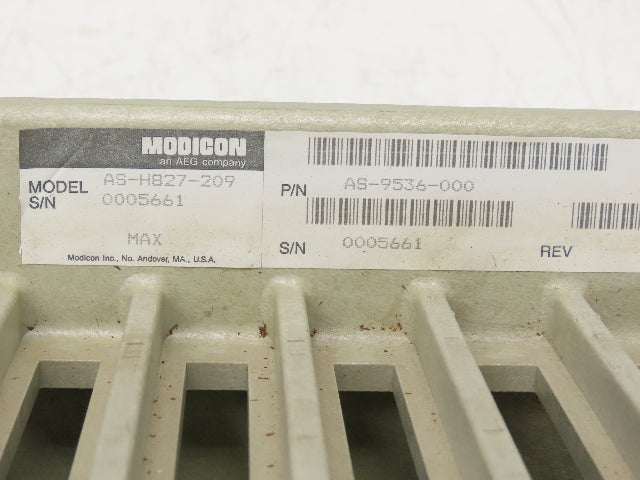 MODICON
an AEG company
MODEL AS-H827-209
S/N 0005661
MAX
Modicon Inc., No. Andover, MA., U.S.A.
P/N AS-9536-000
S/N 0005661
REV